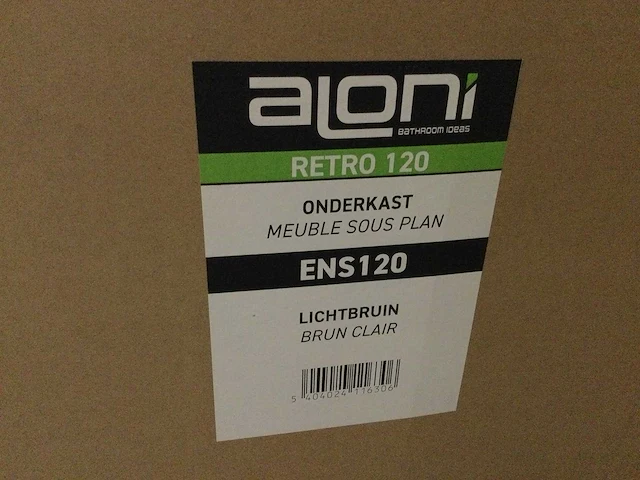 aloni
BATHROOM IDEAS
RETRO 120
ONDERKAST
MEUBLE SOUS PLAN
ENS120
LICHTBRUIN
BRUN CLAIR
5 404024 116306